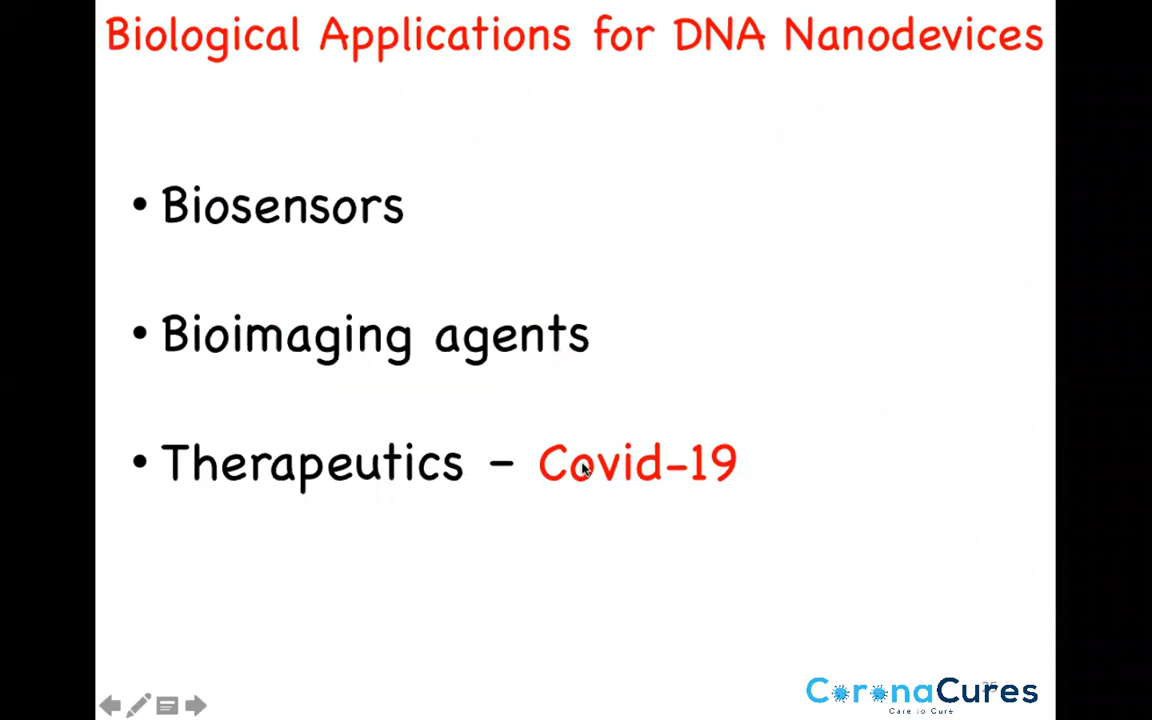 Biological Applications for DNA Nanodevices
• Biosensors
• Bioimaging agents
• Therapeutics - Covid-19
CoronaCures
Care to Cure